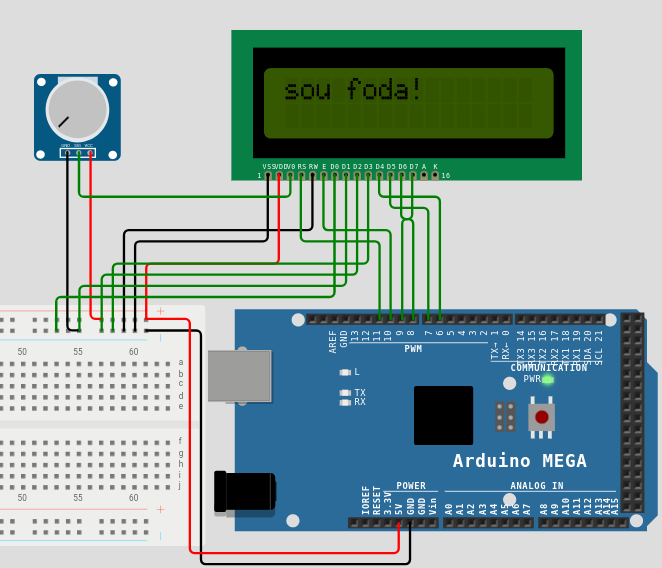 sou foda!
GND SIG VCC
VSS VDD V0 RS RW E D0 D1 D2 D3 D4 D5 D6 D7 A K
1 16
AREF GND 13 12 11 10 9 8 7 6 5 4 3 2 TX→ 1 RX← 0 TX3 14 RX3 15 TX2 16 RX2 17 TX1 18 RX1 19 SDA 20 SCL 21
PWM
COMMUNICATION
L
PWR
TX
RX
50 55 60
a
b
c
d
e
f
g
h
i
j
50 55 60
Arduino MEGA
POWER ANALOG IN
IOREF RESET 3.3V 5V GND GND Vin A0 A1 A2 A3 A4 A5 A6 A7 A8 A9 A10 A11 A12 A13 A14 A15